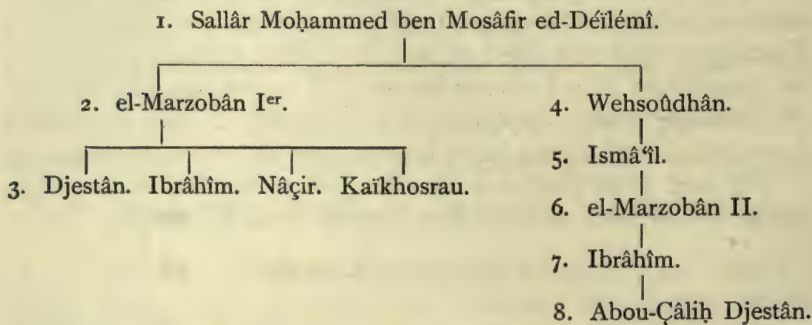 1. Sallâr Moḥammed ben Mosâfir ed-Déïlémî.
2. el-Marzobân Iᵉʳ. 4. Wehsoûdhân.
5. Ismâ‘îl.
3. Djestân. Ibrâhîm. Nâçir. Kaïkhosrau.
6. el-Marzobân II.
7. Ibrâhîm.
8. Abou-Çâliḥ Djestân.